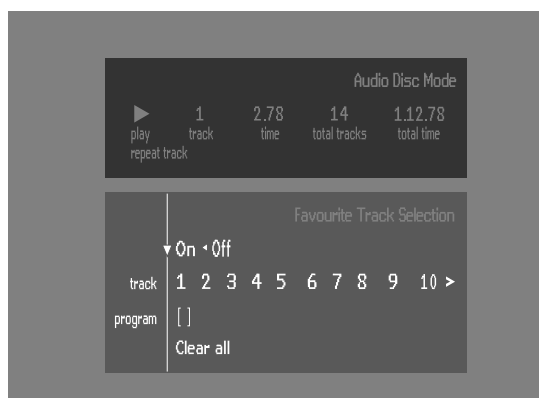 Audio Disc Mode
1 2.78 14 1.12.78
play track time total tracks total time
repeat track
Favourite Track Selection
On Off
track 1 2 3 4 5 6 7 8 9 10 >
program [ ]
Clear all